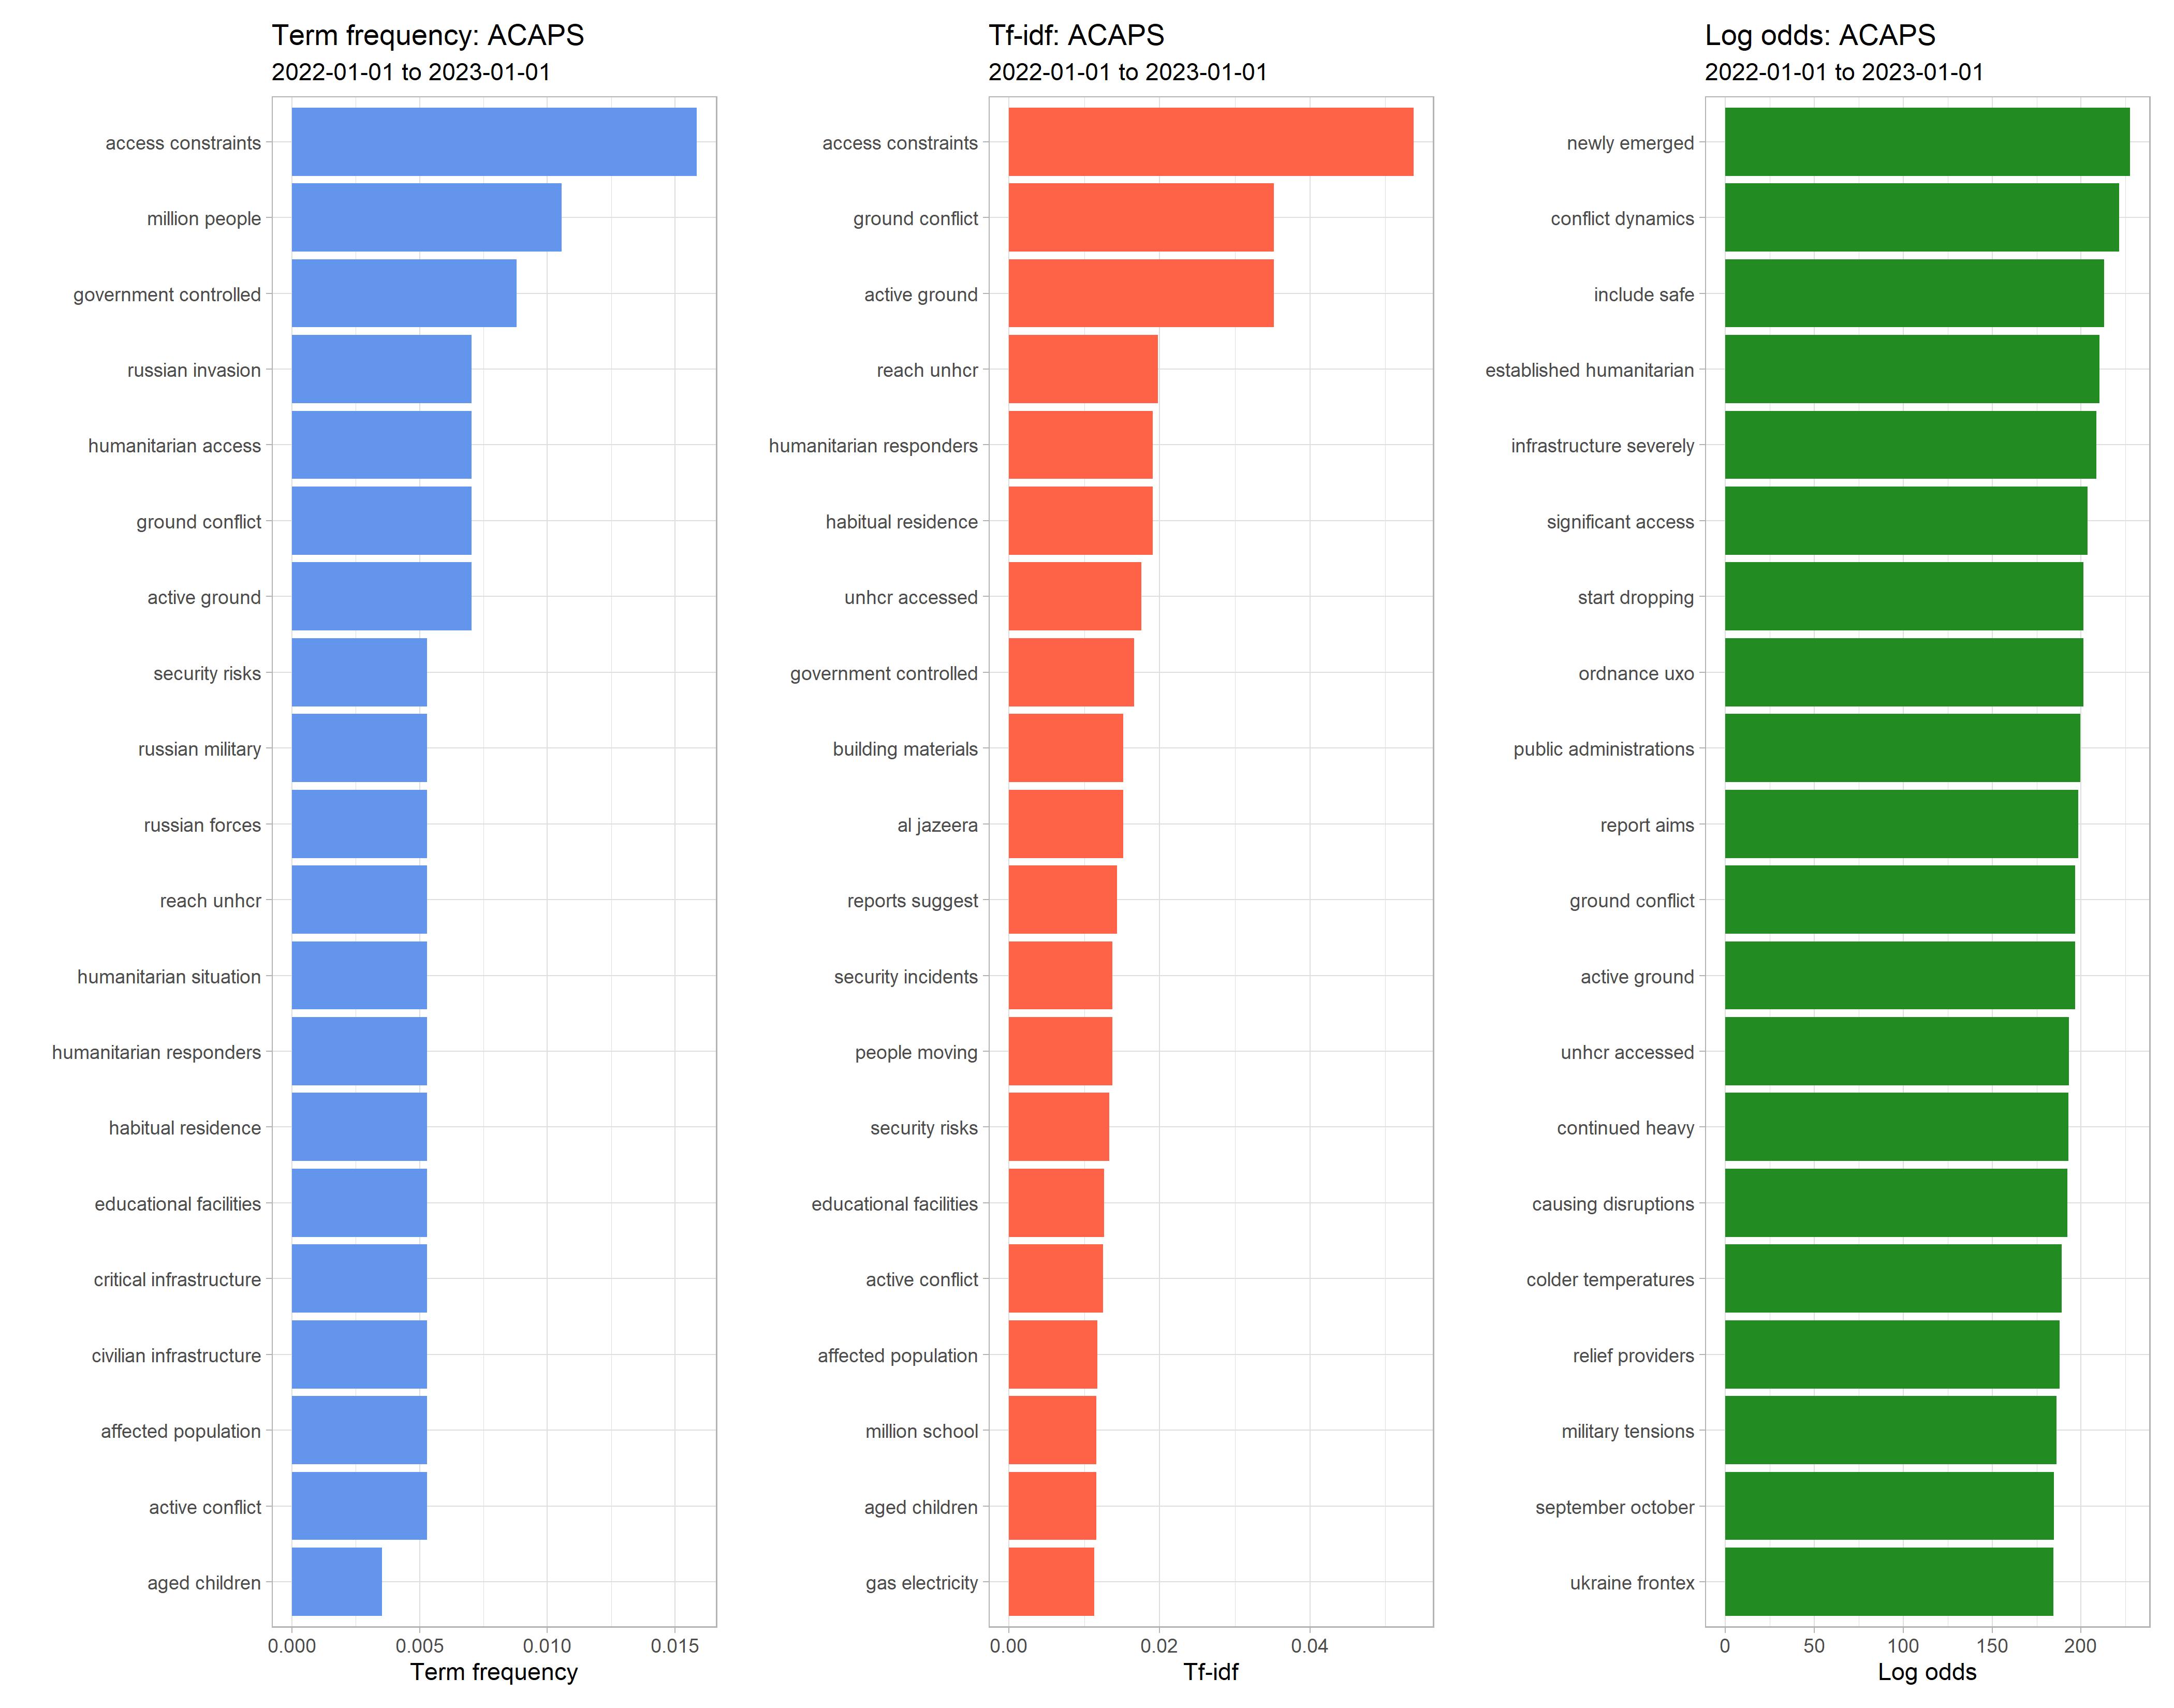 Term frequency: ACAPS
2022-01-01 to 2023-01-01
access constraints
million people
government controlled
russian invasion
humanitarian access
ground conflict
active ground
security risks
russian military
russian forces
reach unhcr
humanitarian situation
humanitarian responders
habitual residence
educational facilities
critical infrastructure
civilian infrastructure
affected population
active conflict
aged children
0.000 0.005 0.010 0.015
Term frequency
Tf-idf: ACAPS
2022-01-01 to 2023-01-01
access constraints
ground conflict
active ground
reach unhcr
humanitarian responders
habitual residence
unhcr accessed
government controlled
building materials
al jazeera
reports suggest
security incidents
people moving
security risks
educational facilities
active conflict
affected population
million school
aged children
gas electricity
0.00 0.02 0.04
Tf-idf
Log odds: ACAPS
2022-01-01 to 2023-01-01
newly emerged
conflict dynamics
include safe
established humanitarian
infrastructure severely
significant access
start dropping
ordnance uxo
public administrations
report aims
ground conflict
active ground
unhcr accessed
continued heavy
causing disruptions
colder temperatures
relief providers
military tensions
september october
ukraine frontex
0 50 100 150 200
Log odds